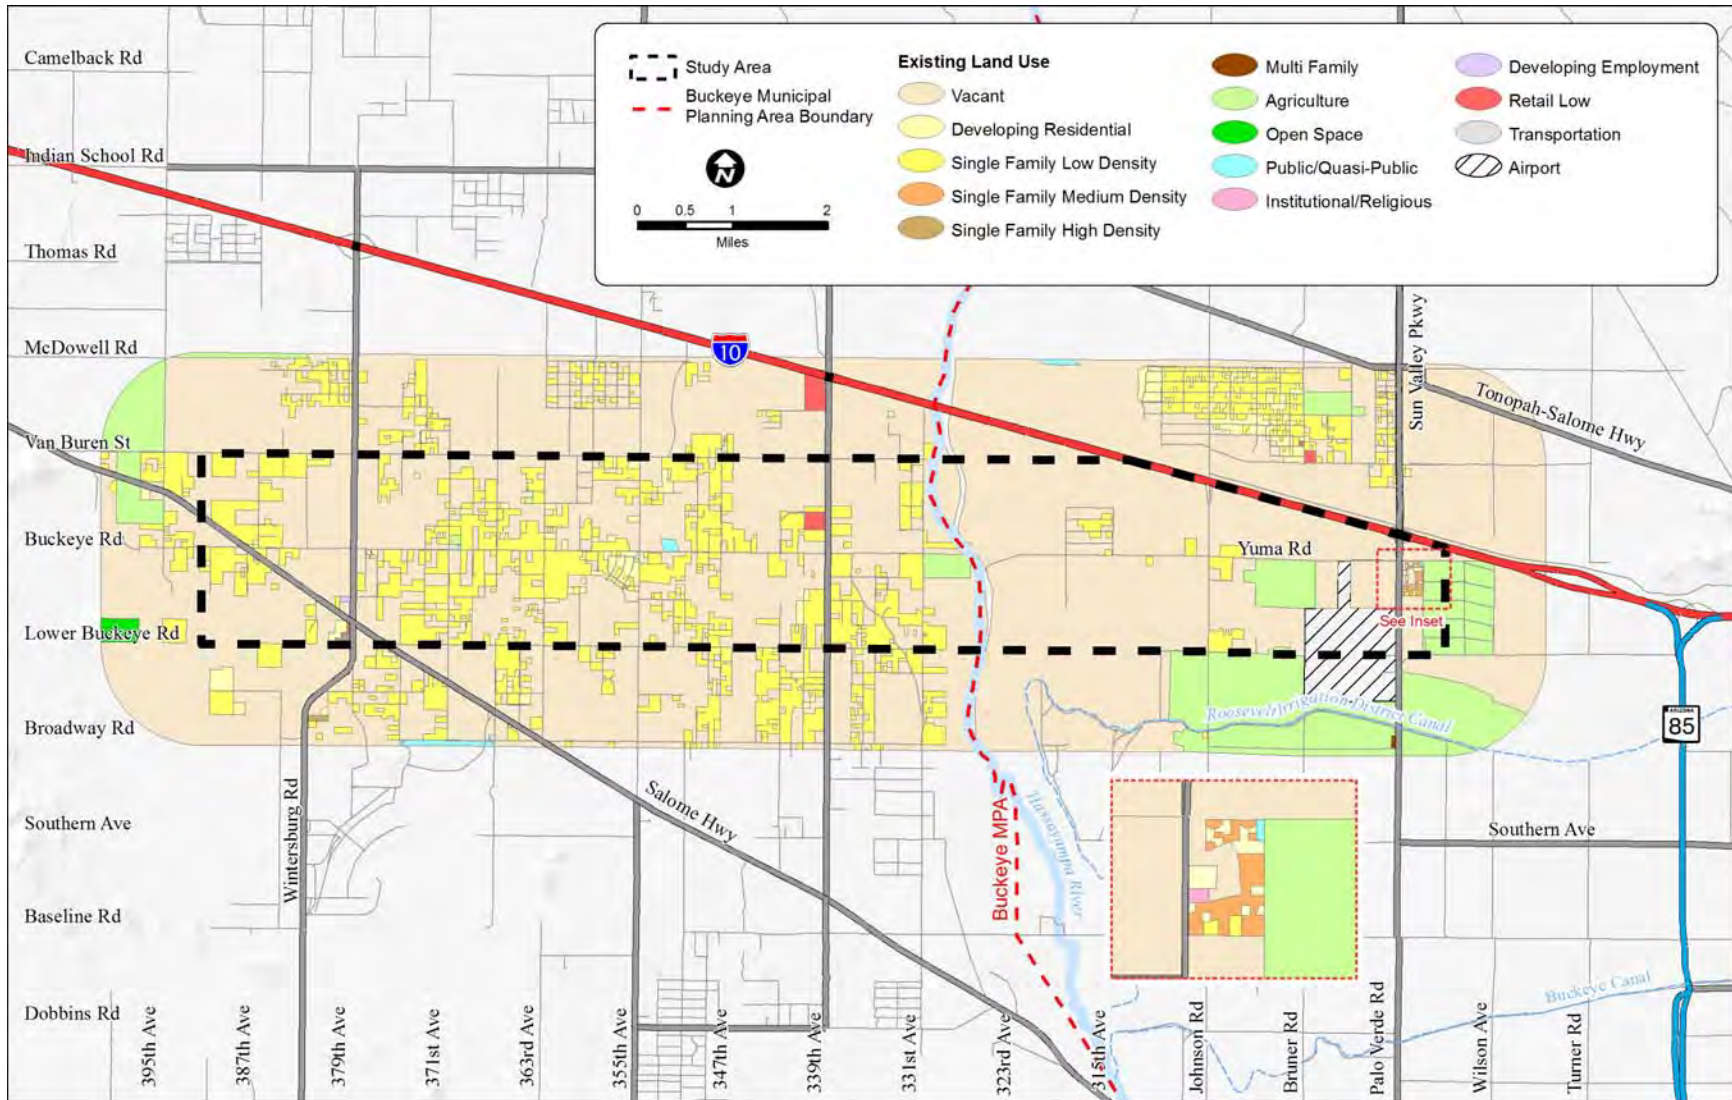 Camelback Rd
Indian School Rd
Thomas Rd
McDowell Rd
Van Buren St
Buckeye Rd
Lower Buckeye Rd
Broadway Rd
Southern Ave
Baseline Rd
Dobbins Rd
Study Area
Buckeye Municipal
Planning Area Boundary
N
0 0.5 1 2
Miles
Existing Land Use
Vacant
Developing Residential
Single Family Low Density
Single Family Medium Density
Single Family High Density
Multi Family
Agriculture
Open Space
Public/Quasi-Public
Institutional/Religious
Developing Employment
Retail Low
Transportation
Airport
10
Sun Valley Pkwy
Tonopah-Salome Hwy
Yuma Rd
See Inset
Roosevelt Irrigation District Canal
ARIZONA
85
Wintersburg Rd
Salome Hwy
Buckeye MPA
Hassayampa River
Southern Ave
Buckeye Canal
395th Ave
387th Ave
379th Ave
371st Ave
363rd Ave
355th Ave
347th Ave
339th Ave
331st Ave
323rd Ave
315th Ave
Johnson Rd
Bruner Rd
Palo Verde Rd
Wilson Ave
Turner Rd